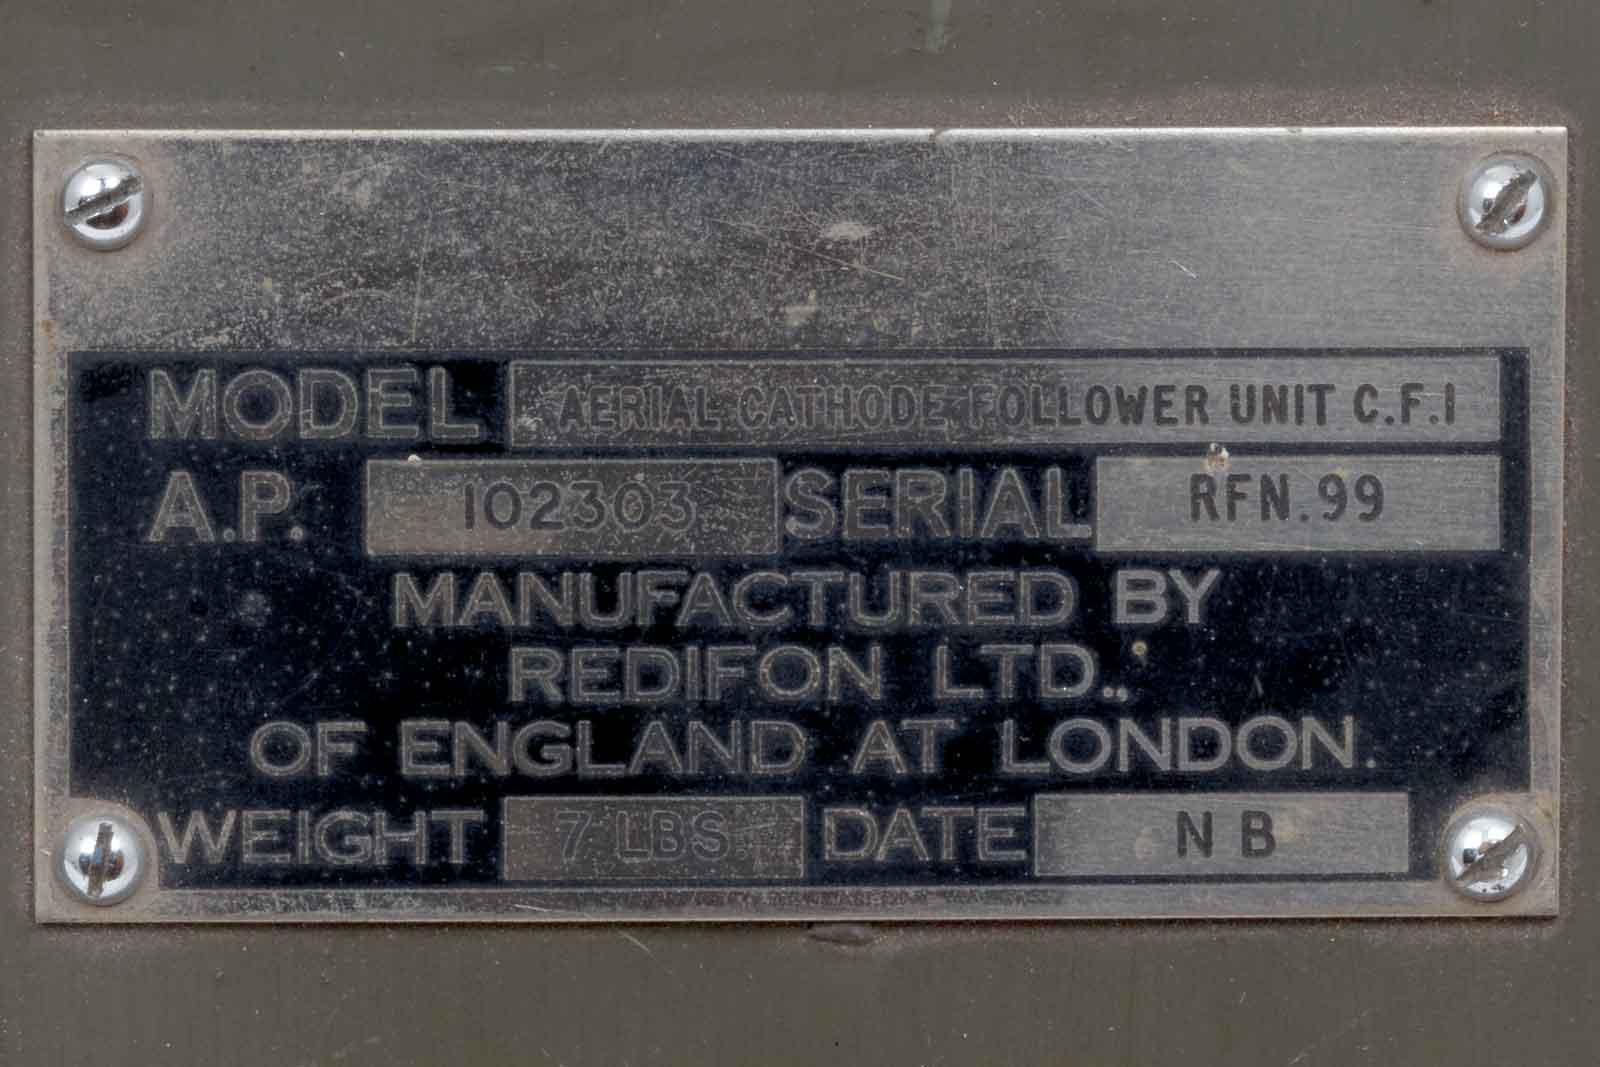 MODEL AERIAL CATHODE FOLLOWER UNIT C.F.1
A.P. 102303 SERIAL RFN.99
MANUFACTURED BY
REDIFON LTD.,
OF ENGLAND AT LONDON.
WEIGHT 7 LBS DATE N B